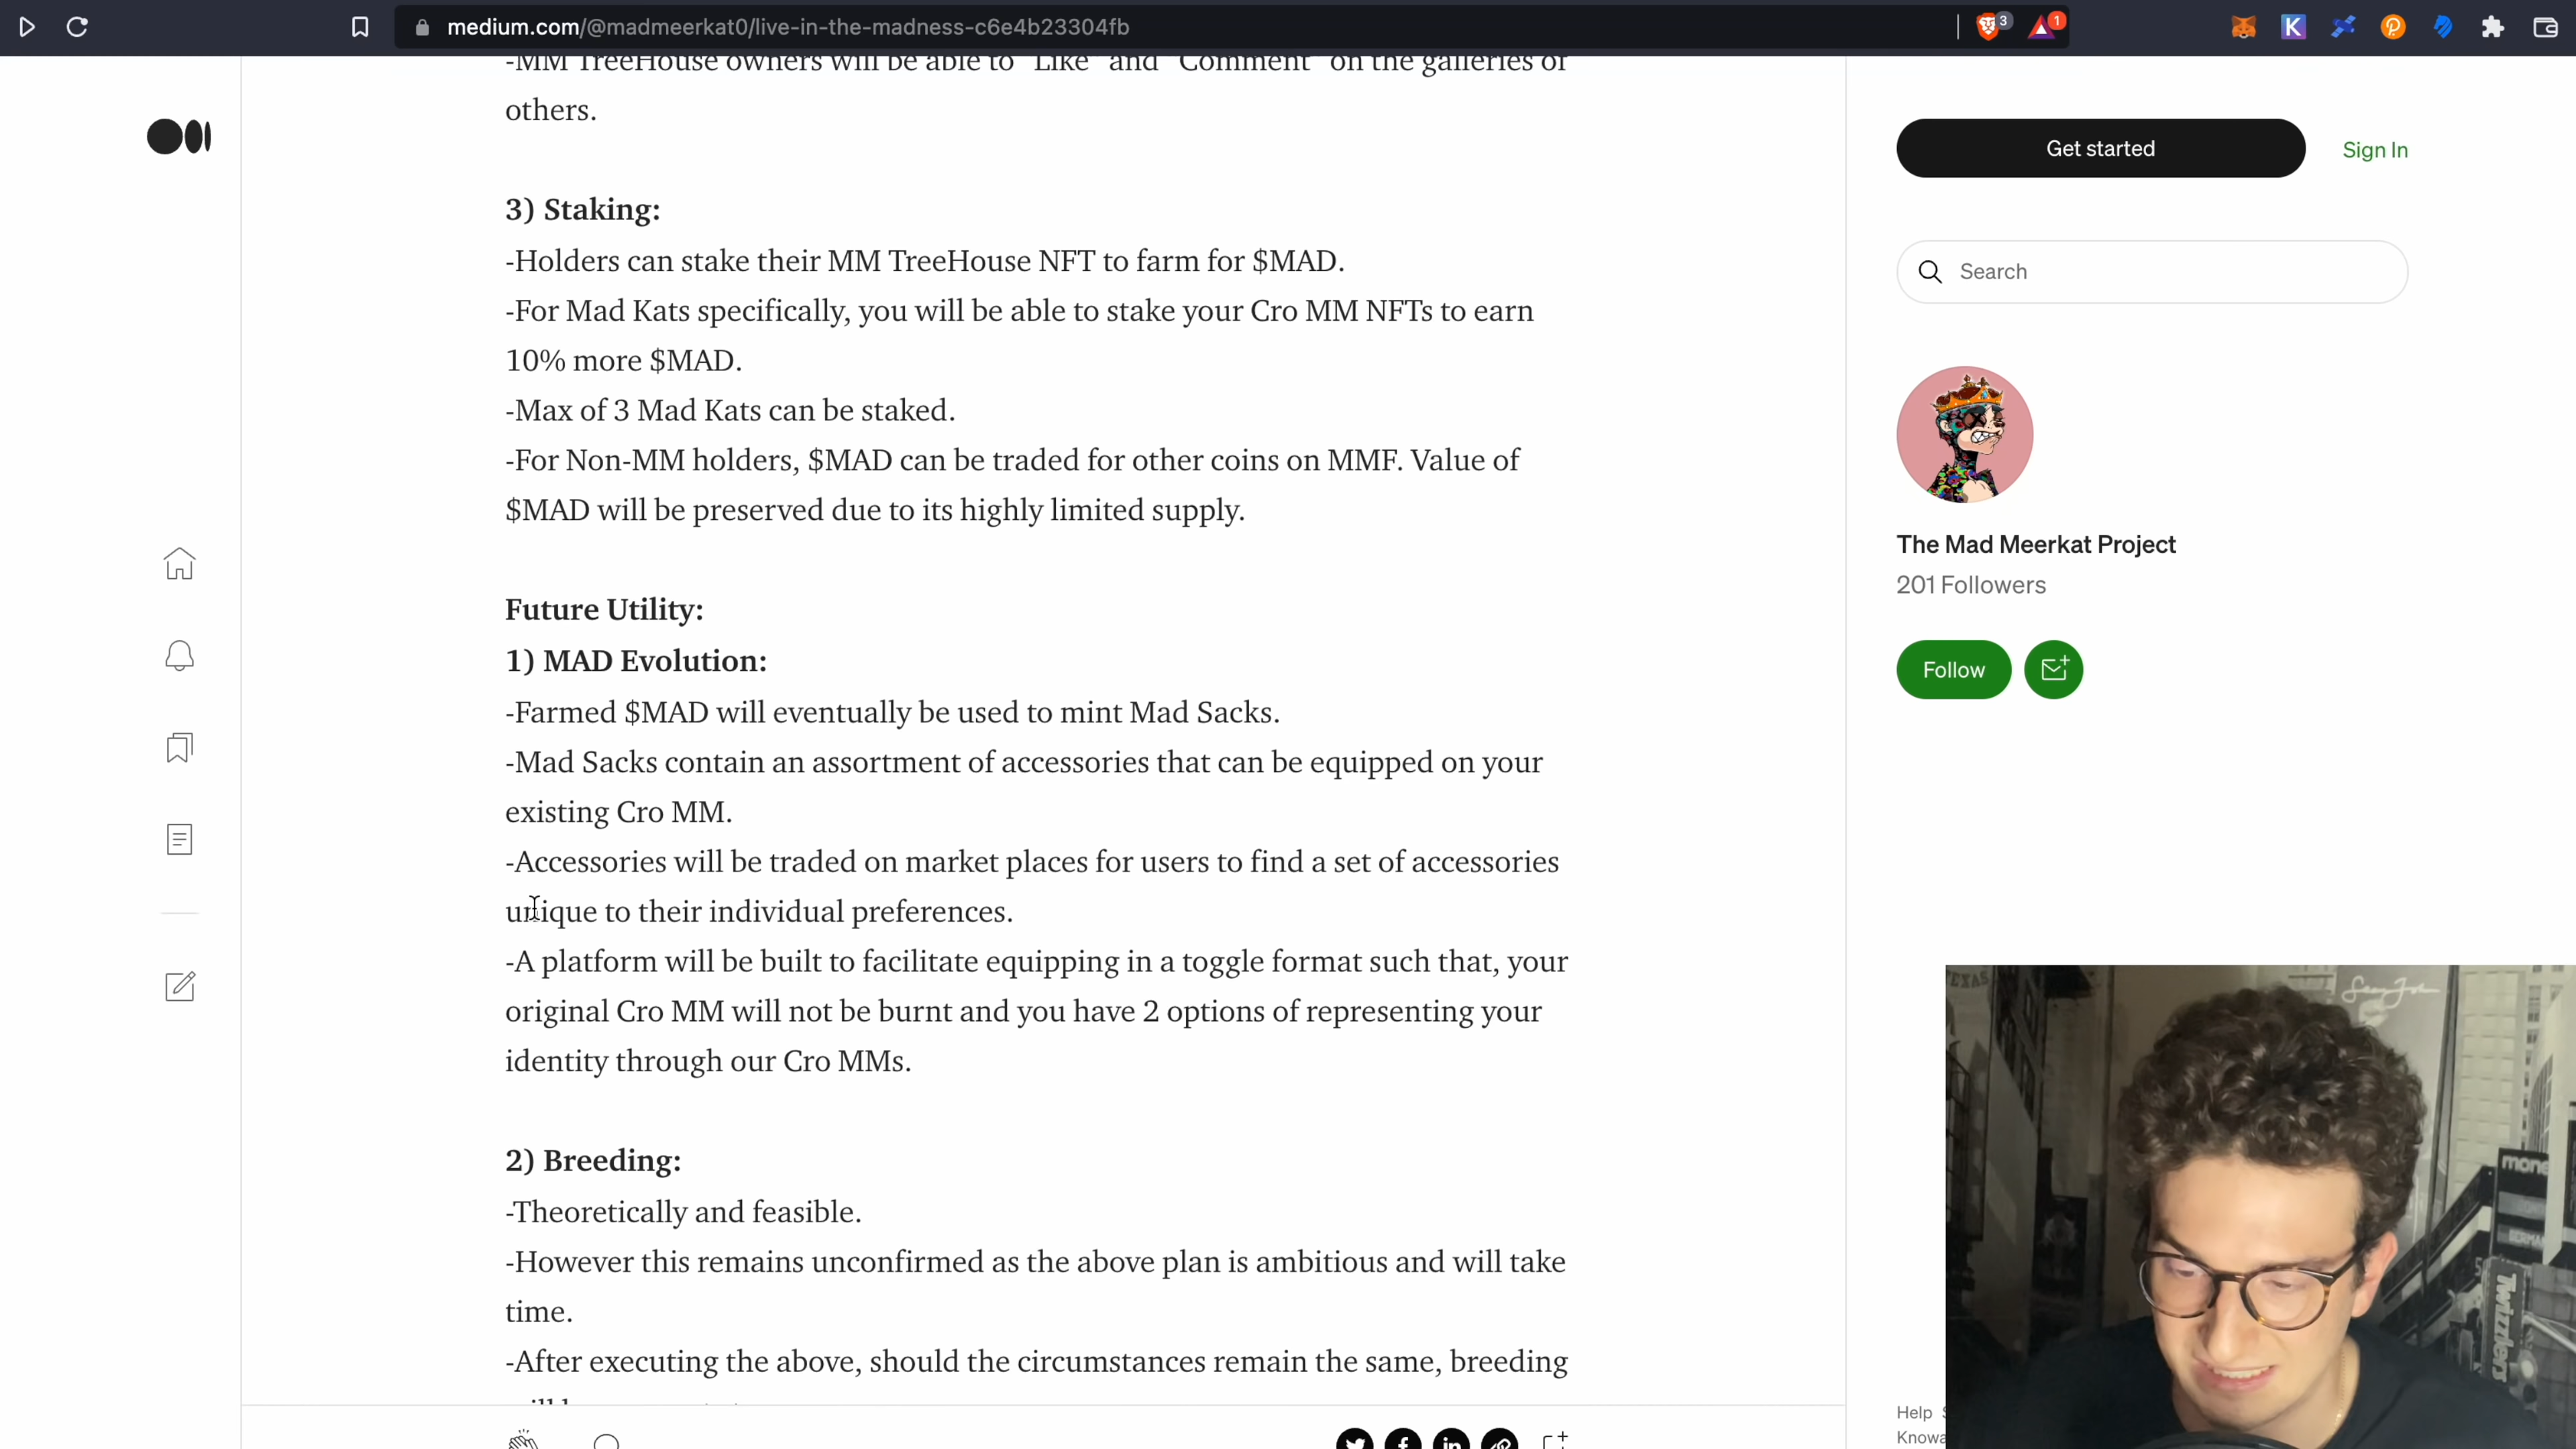 medium.com/@madmeerkat0/live-in-the-madness-c6e4b23304fb
3
1
-MM TreeHouse owners will be able to "Like" and "Comment" on the galleries of
others.
3) Staking:
-Holders can stake their MM TreeHouse NFT to farm for $MAD.
-For Mad Kats specifically, you will be able to stake your Cro MM NFTs to earn
10% more $MAD.
-Max of 3 Mad Kats can be staked.
-For Non-MM holders, $MAD can be traded for other coins on MMF. Value of
$MAD will be preserved due to its highly limited supply.
Future Utility:
1) MAD Evolution:
-Farmed $MAD will eventually be used to mint Mad Sacks.
-Mad Sacks contain an assortment of accessories that can be equipped on your
existing Cro MM.
-Accessories will be traded on market places for users to find a set of accessories
unique to their individual preferences.
-A platform will be built to facilitate equipping in a toggle format such that, your
original Cro MM will not be burnt and you have 2 options of representing your
identity through our Cro MMs.
2) Breeding:
-Theoretically and feasible.
-However this remains unconfirmed as the above plan is ambitious and will take
time.
-After executing the above, should the circumstances remain the same, breeding
Get started
Sign In
Search
The Mad Meerkat Project
201 Followers
Follow
Help
Knowa
TEXAS
mone
Twizzlers